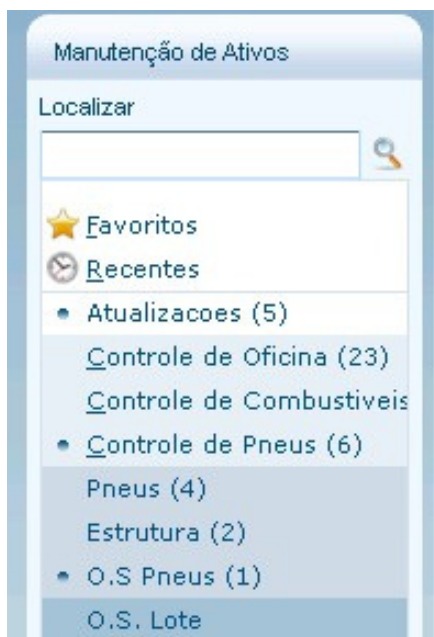 Manutenção de Ativos
Localizar
Favoritos
Recentes
Atualizacoes (5)
Controle de Oficina (23)
Controle de Combustiveis
Controle de Pneus (6)
Pneus (4)
Estrutura (2)
O.S Pneus (1)
O.S. Lote